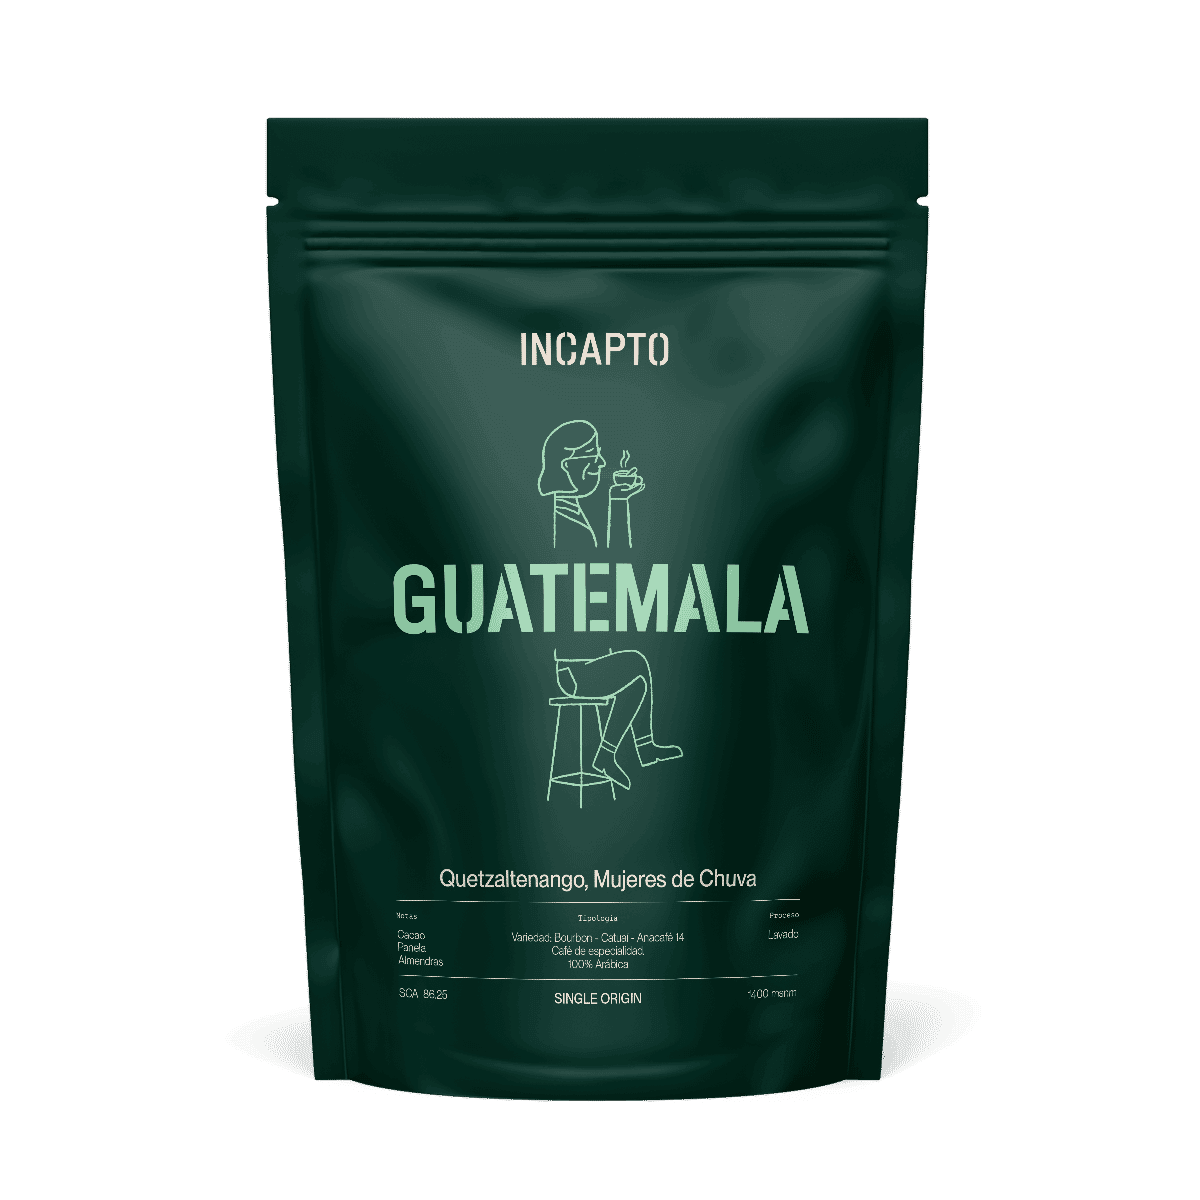 INCAPTO
GUATEMALA
Quetzaltenango, Mujeres de Chuva
Notas
Cacao
Panela
Almendras
Tipología
Variedad: Bourbon - Catuai - Anacafé 14
Café de especialidad.
100% Arábica
Proceso
Lavado
SCA 86,25
SINGLE ORIGIN
1400 msnm